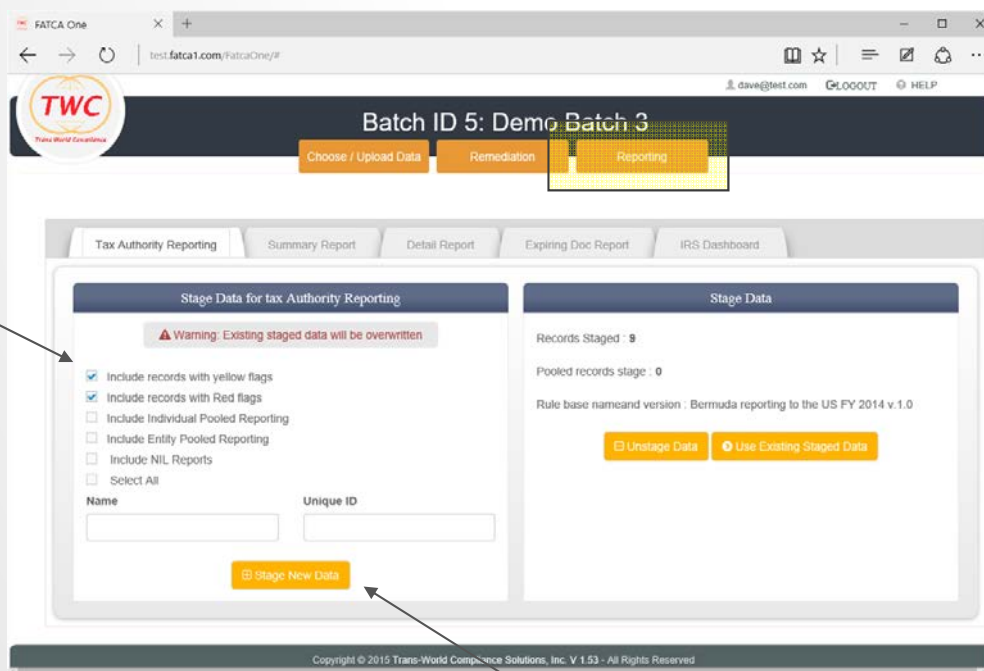 FATCA One
test.fatca1.com/FatcaOne/#
dave@test.com LOGOUT HELP
TWC
Trans World Compliance
Batch ID 5: Demo Batch 3
Choose / Upload Data Remediation Reporting
Tax Authority Reporting Summary Report Detail Report Expiring Doc Report IRS Dashboard
Stage Data for tax Authority Reporting
Warning: Existing staged data will be overwritten
Include records with yellow flags
Include records with Red flags
Include Individual Pooled Reporting
Include Entity Pooled Reporting
Include NIL Reports
Select All
Name Unique ID
Stage New Data
Stage Data
Records Staged : 9
Pooled records stage : 0
Rule base nameand version : Bermuda reporting to the US FY 2014 v.1.0
Unstage Data Use Existing Staged Data
Copyright © 2015 Trans-World Compliance Solutions, Inc. V 1.53 - All Rights Reserved